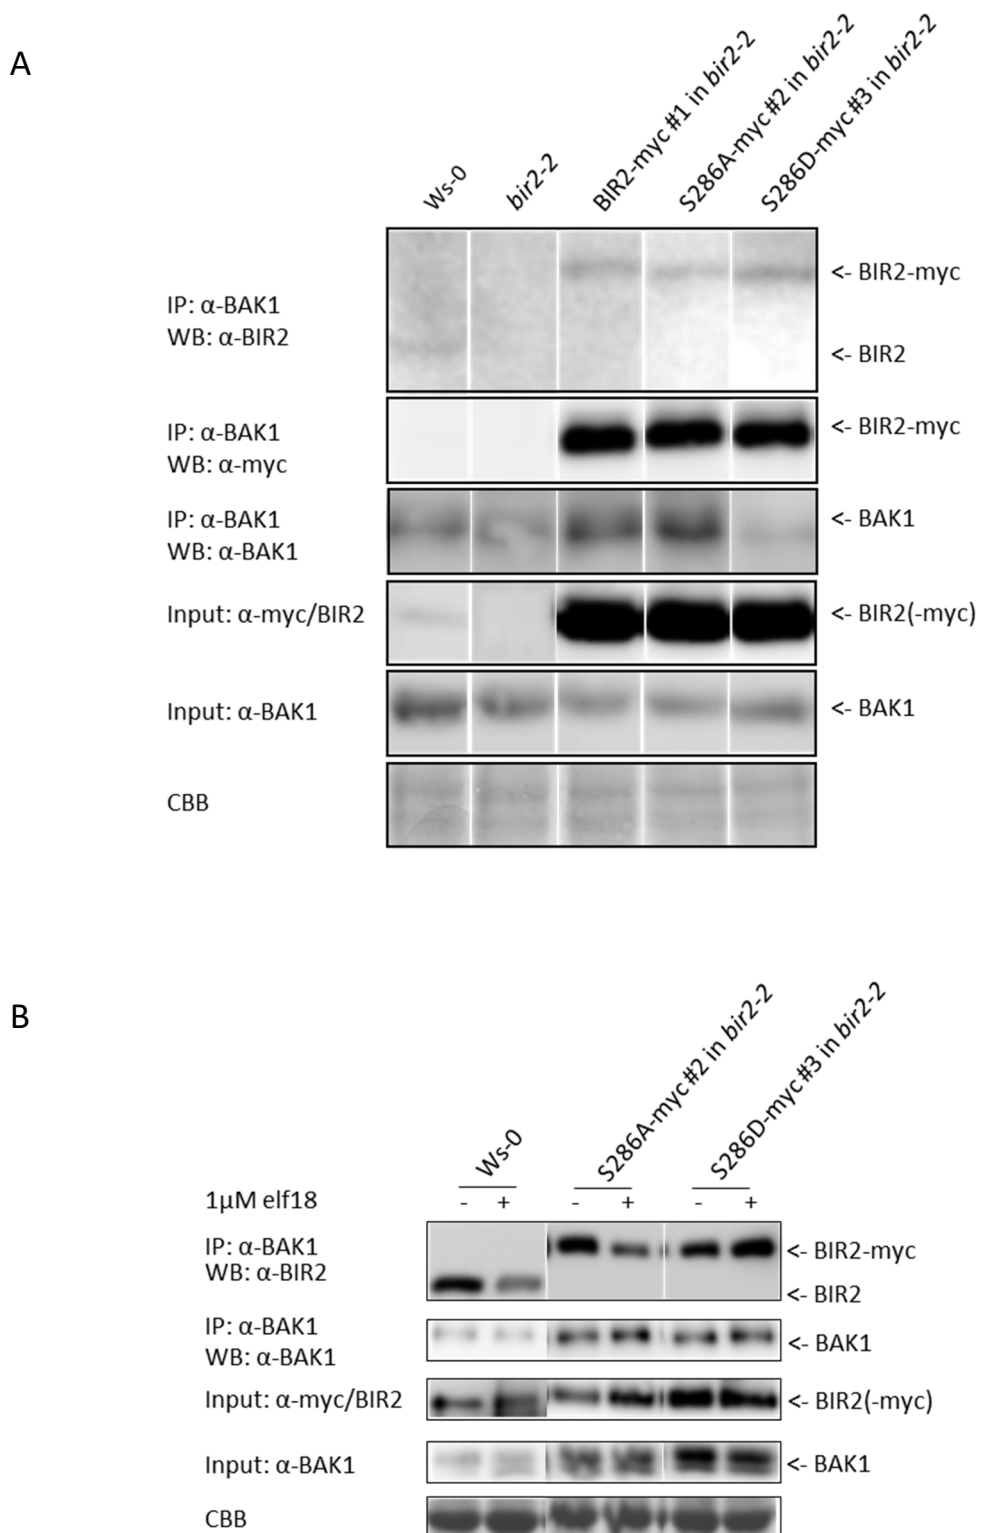 A
Ws-0
bir2-2
BIR2-myc #1 in bir2-2
S286A-myc #2 in bir2-2
S286D-myc #3 in bir2-2
IP: α-BAK1
WB: α-BIR2
<- BIR2-myc
<- BIR2
IP: α-BAK1
WB: α-myc
<- BIR2-myc
IP: α-BAK1
WB: α-BAK1
<- BAK1
Input: α-myc/BIR2
<- BIR2(-myc)
Input: α-BAK1
<- BAK1
CBB
B
Ws-0
S286A-myc #2 in bir2-2
S286D-myc #3 in bir2-2
1μM elf18 - + - + - +
IP: α-BAK1
WB: α-BIR2
<- BIR2-myc
<- BIR2
IP: α-BAK1
WB: α-BAK1
<- BAK1
Input: α-myc/BIR2
<- BIR2(-myc)
Input: α-BAK1
<- BAK1
CBB